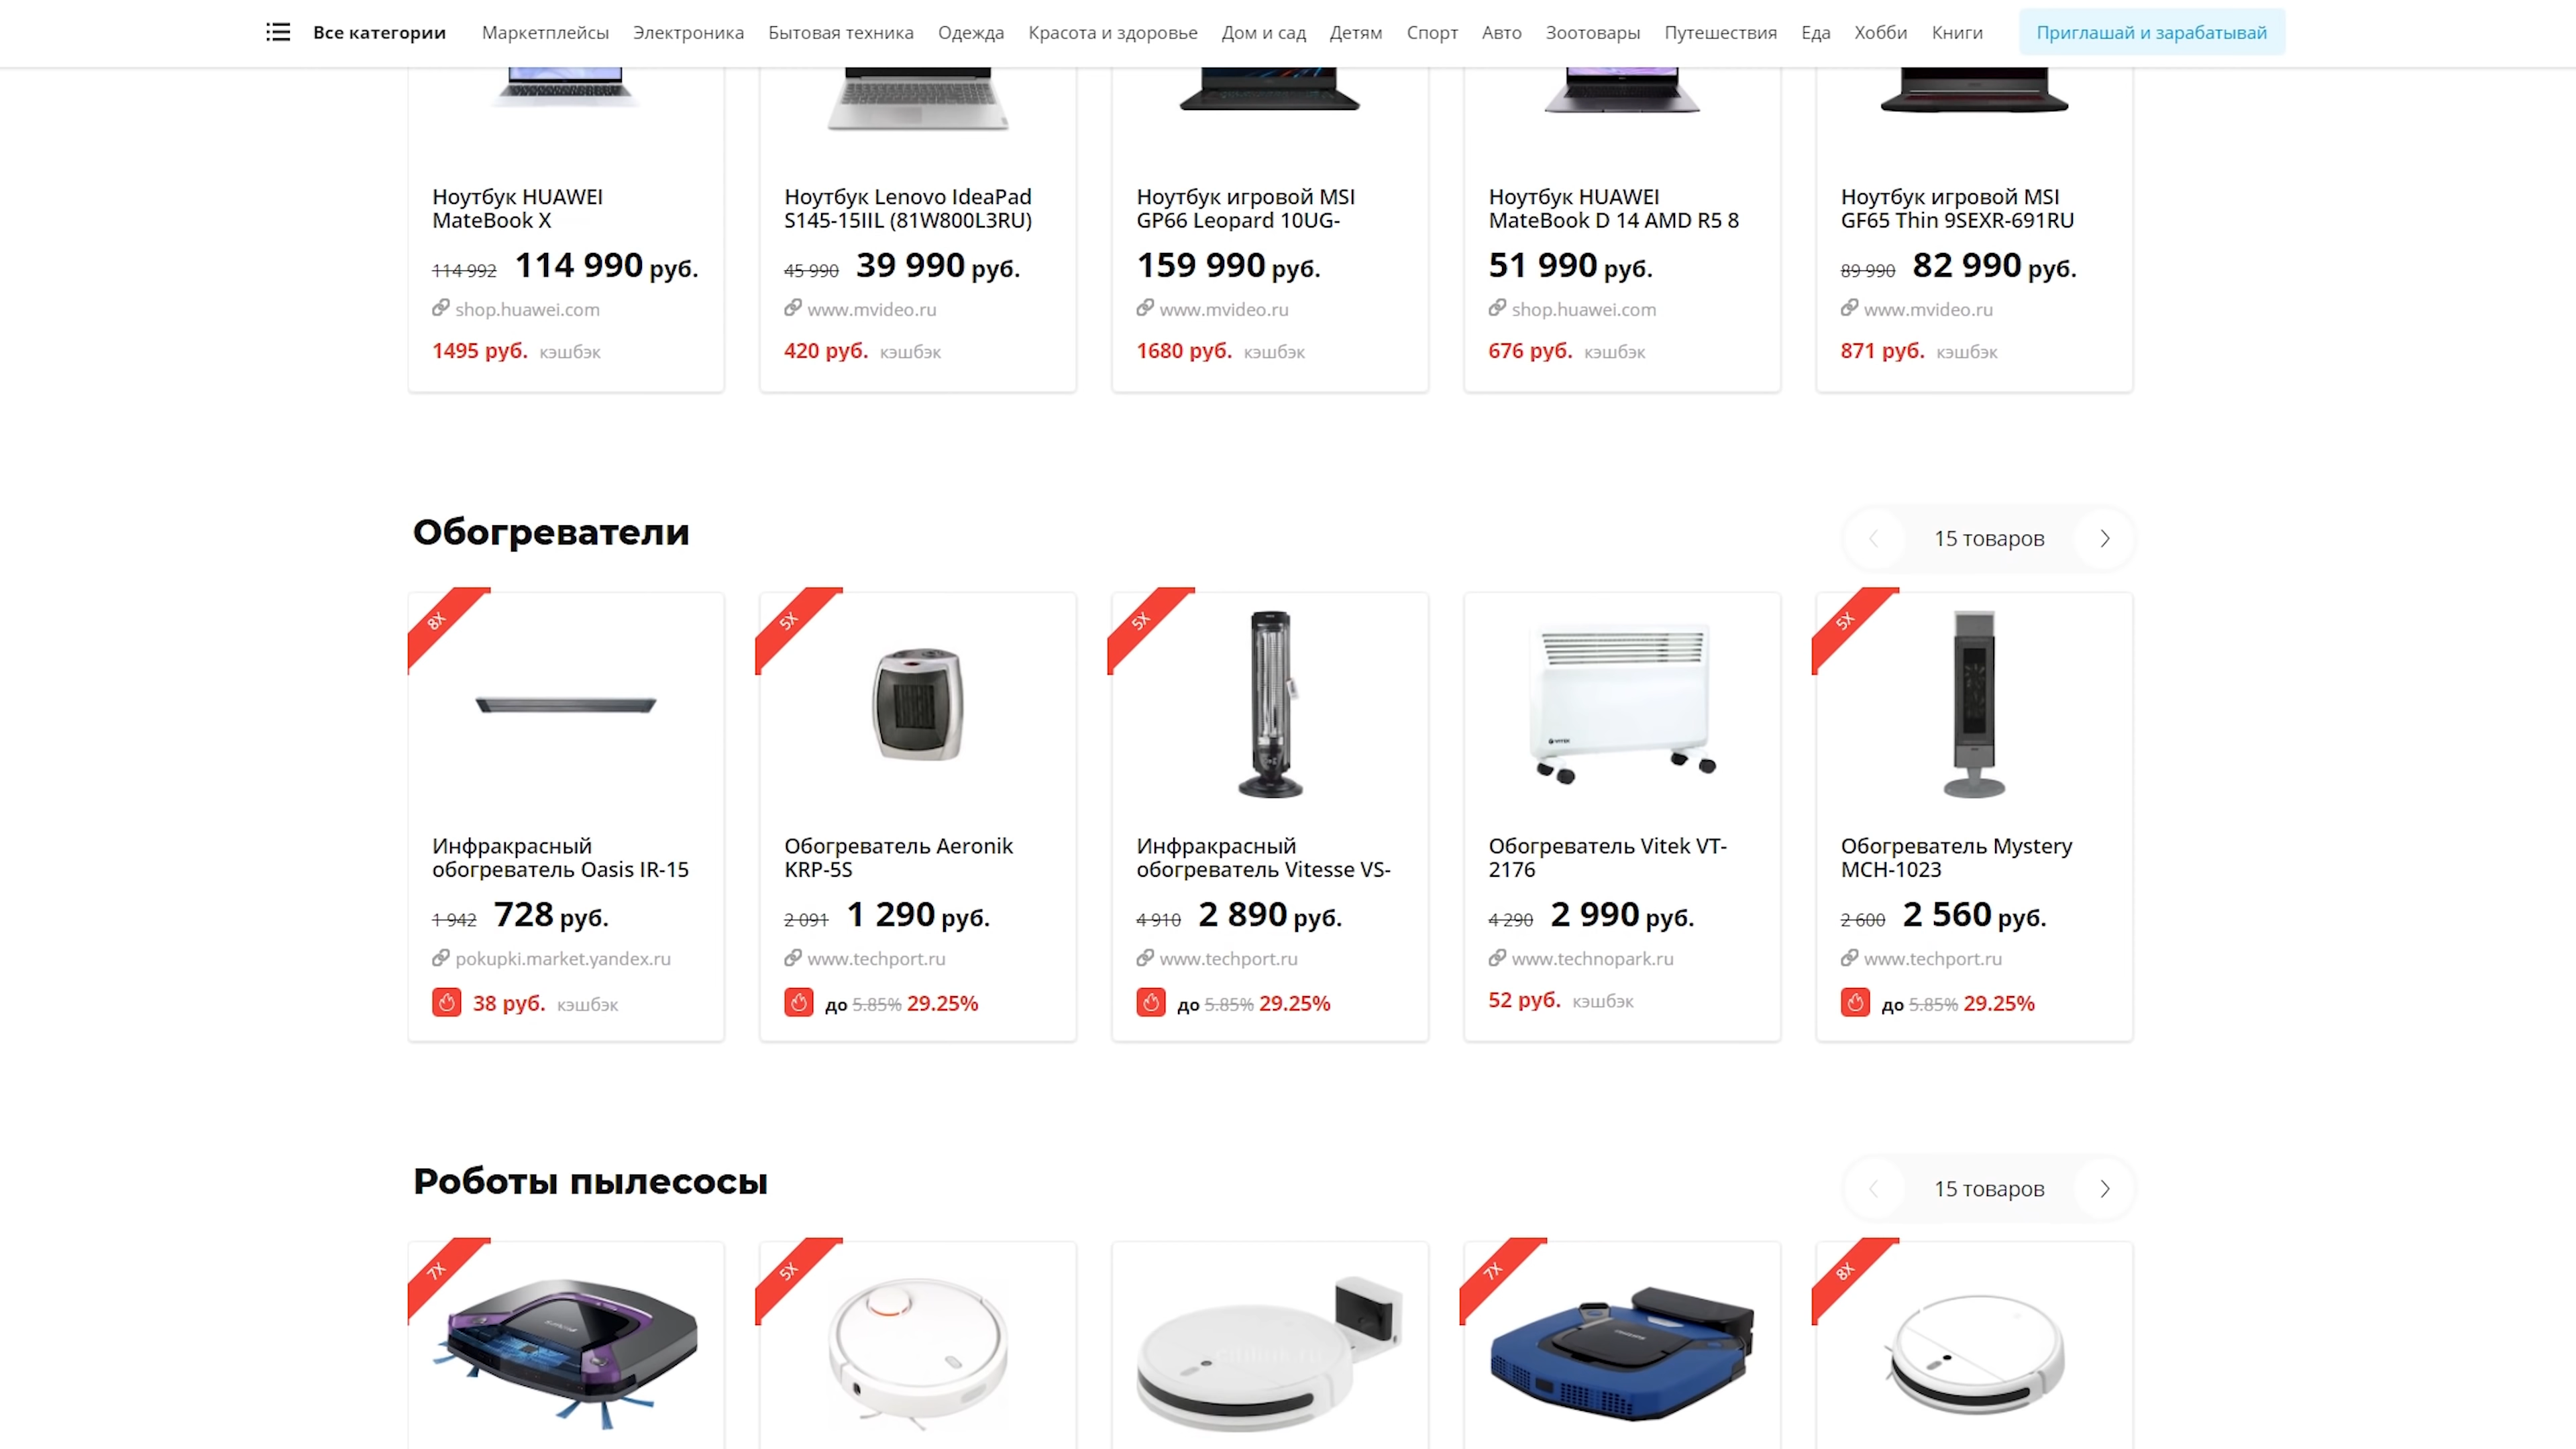 Все категории Маркетплейсы Электроника Бытовая техника Одежда Красота и здоровье Дом и сад Детям Спорт Авто Зоотовары Путешествия Еда Хобби Книги Приглашай и зарабатывай
Ноутбук HUAWEI
MateBook X
114 992 114 990 руб.
shop.huawei.com
1495 руб. кэшбэк
Ноутбук Lenovo IdeaPad
S145-15IIL (81W800L3RU)
45 990 39 990 руб.
www.mvideo.ru
420 руб. кэшбэк
Ноутбук игровой MSI
GP66 Leopard 10UG-
159 990 руб.
www.mvideo.ru
1680 руб. кэшбэк
Ноутбук HUAWEI
MateBook D 14 AMD R5 8
51 990 руб.
shop.huawei.com
676 руб. кэшбэк
Ноутбук игровой MSI
GF65 Thin 9SEXR-691RU
89 990 82 990 руб.
www.mvideo.ru
871 руб. кэшбэк
Обогреватели
15 товаров
8X
Инфракрасный
обогреватель Oasis IR-15
1 942 728 руб.
pokupki.market.yandex.ru
38 руб. кэшбэк
5X
Обогреватель Aeronik
KRP-5S
2 091 1 290 руб.
www.techport.ru
до 5.85% 29.25%
5X
Инфракрасный
обогреватель Vitesse VS-
4 910 2 890 руб.
www.techport.ru
до 5.85% 29.25%
VITEK
Обогреватель Vitek VT-
2176
4 290 2 990 руб.
www.technopark.ru
52 руб. кэшбэк
5X
Обогреватель Mystery
MCH-1023
2 600 2 560 руб.
www.techport.ru
до 5.85% 29.25%
Роботы пылесосы
15 товаров
7X
5X
7X
8X